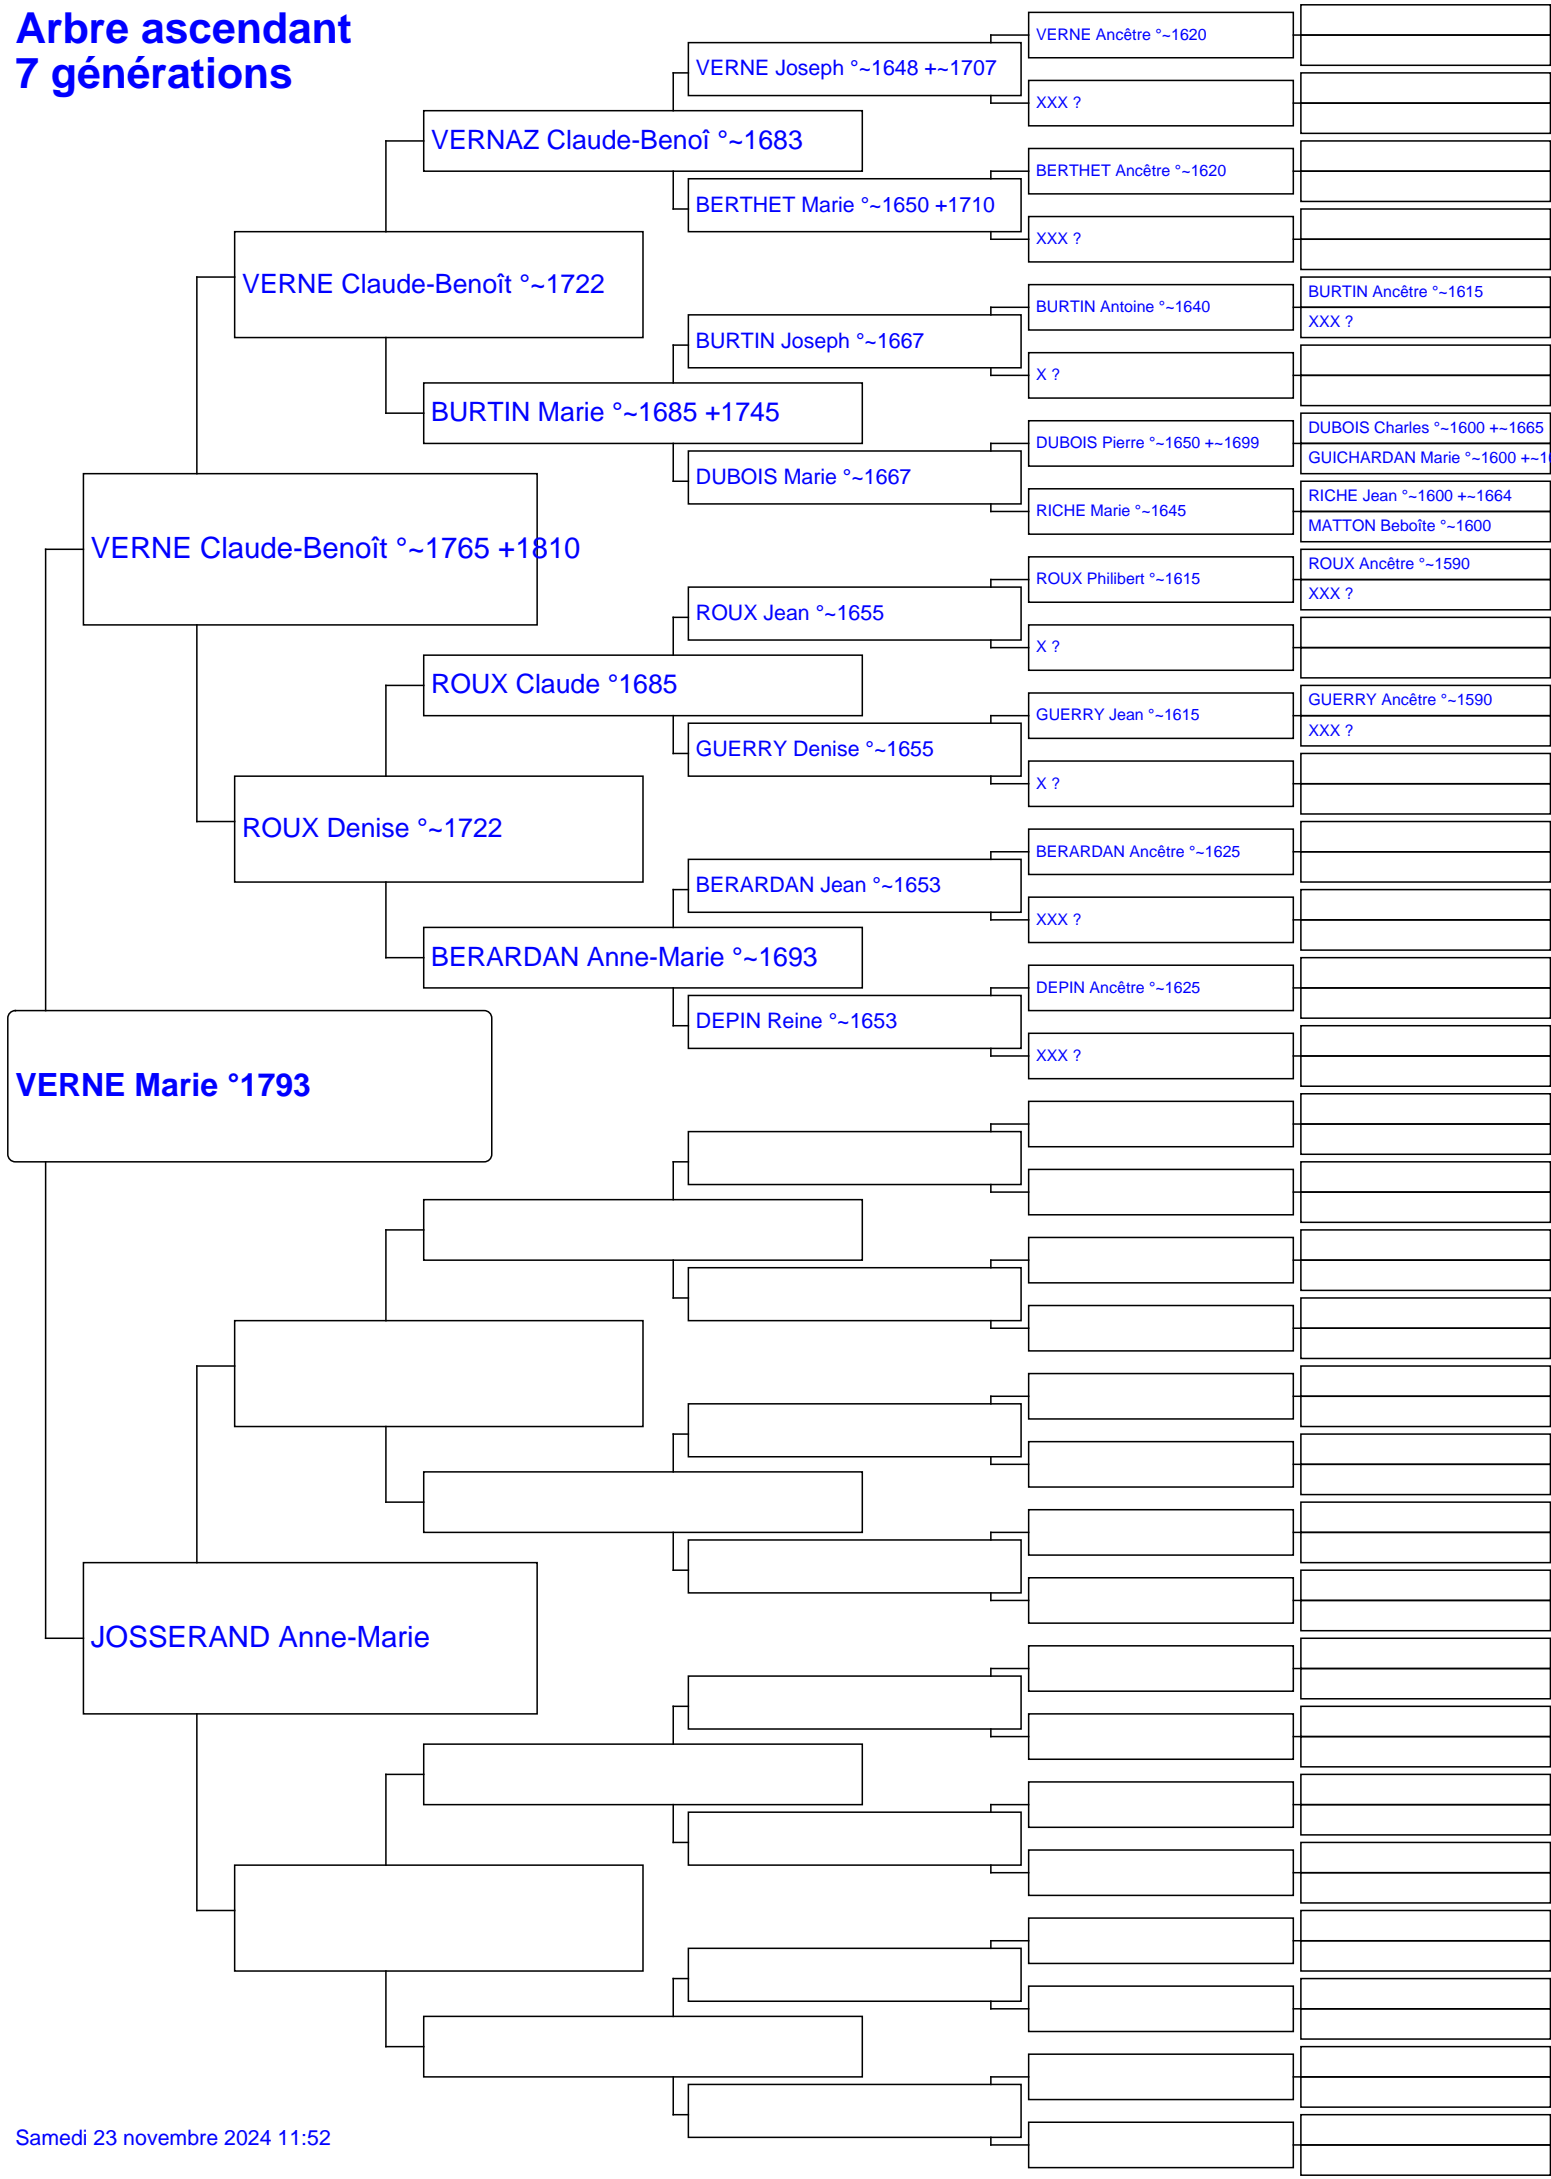 Arbre ascendant
7 générations
VERNE Ancêtre °~1620
VERNE Joseph °~1648 +~1707
XXX ?
VERNAZ Claude-Benoî °~1683
BERTHET Ancêtre °~1620
BERTHET Marie °~1650 +1710
XXX ?
VERNE Claude-Benoît °~1722
BURTIN Ancêtre °~1615
BURTIN Antoine °~1640
XXX ?
BURTIN Joseph °~1667
X ?
BURTIN Marie °~1685 +1745
DUBOIS Charles °~1600 +~1665
DUBOIS Pierre °~1650 +~1699
GUICHARDAN Marie °~1600 +~1
DUBOIS Marie °~1667
RICHE Jean °~1600 +~1664
RICHE Marie °~1645
MATTON Beboîte °~1600
VERNE Claude-Benoît °~1765 +1810
ROUX Ancêtre °~1590
ROUX Philibert °~1615
XXX ?
ROUX Jean °~1655
X ?
ROUX Claude °1685
GUERRY Ancêtre °~1590
GUERRY Jean °~1615
XXX ?
GUERRY Denise °~1655
X ?
ROUX Denise °~1722
BERARDAN Ancêtre °~1625
BERARDAN Jean °~1653
XXX ?
BERARDAN Anne-Marie °~1693
DEPIN Ancêtre °~1625
DEPIN Reine °~1653
XXX ?
VERNE Marie °1793
JOSSERAND Anne-Marie
Samedi 23 novembre 2024 11:52